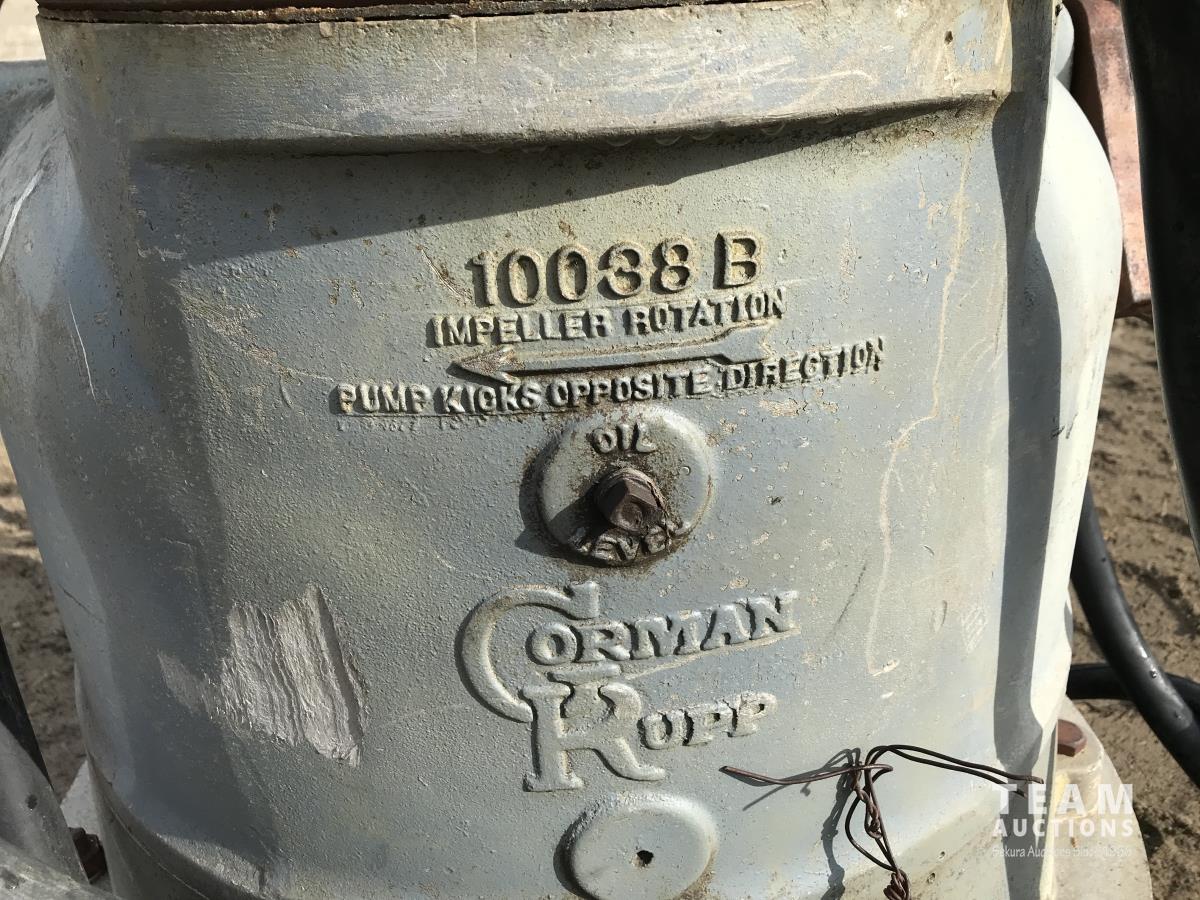 10038 B
IMPELLER ROTATION
PUMP KICKS OPPOSITE DIRECTION
OIL
LEVEL
GORMAN
RUPP
TEAM
AUCTIONS